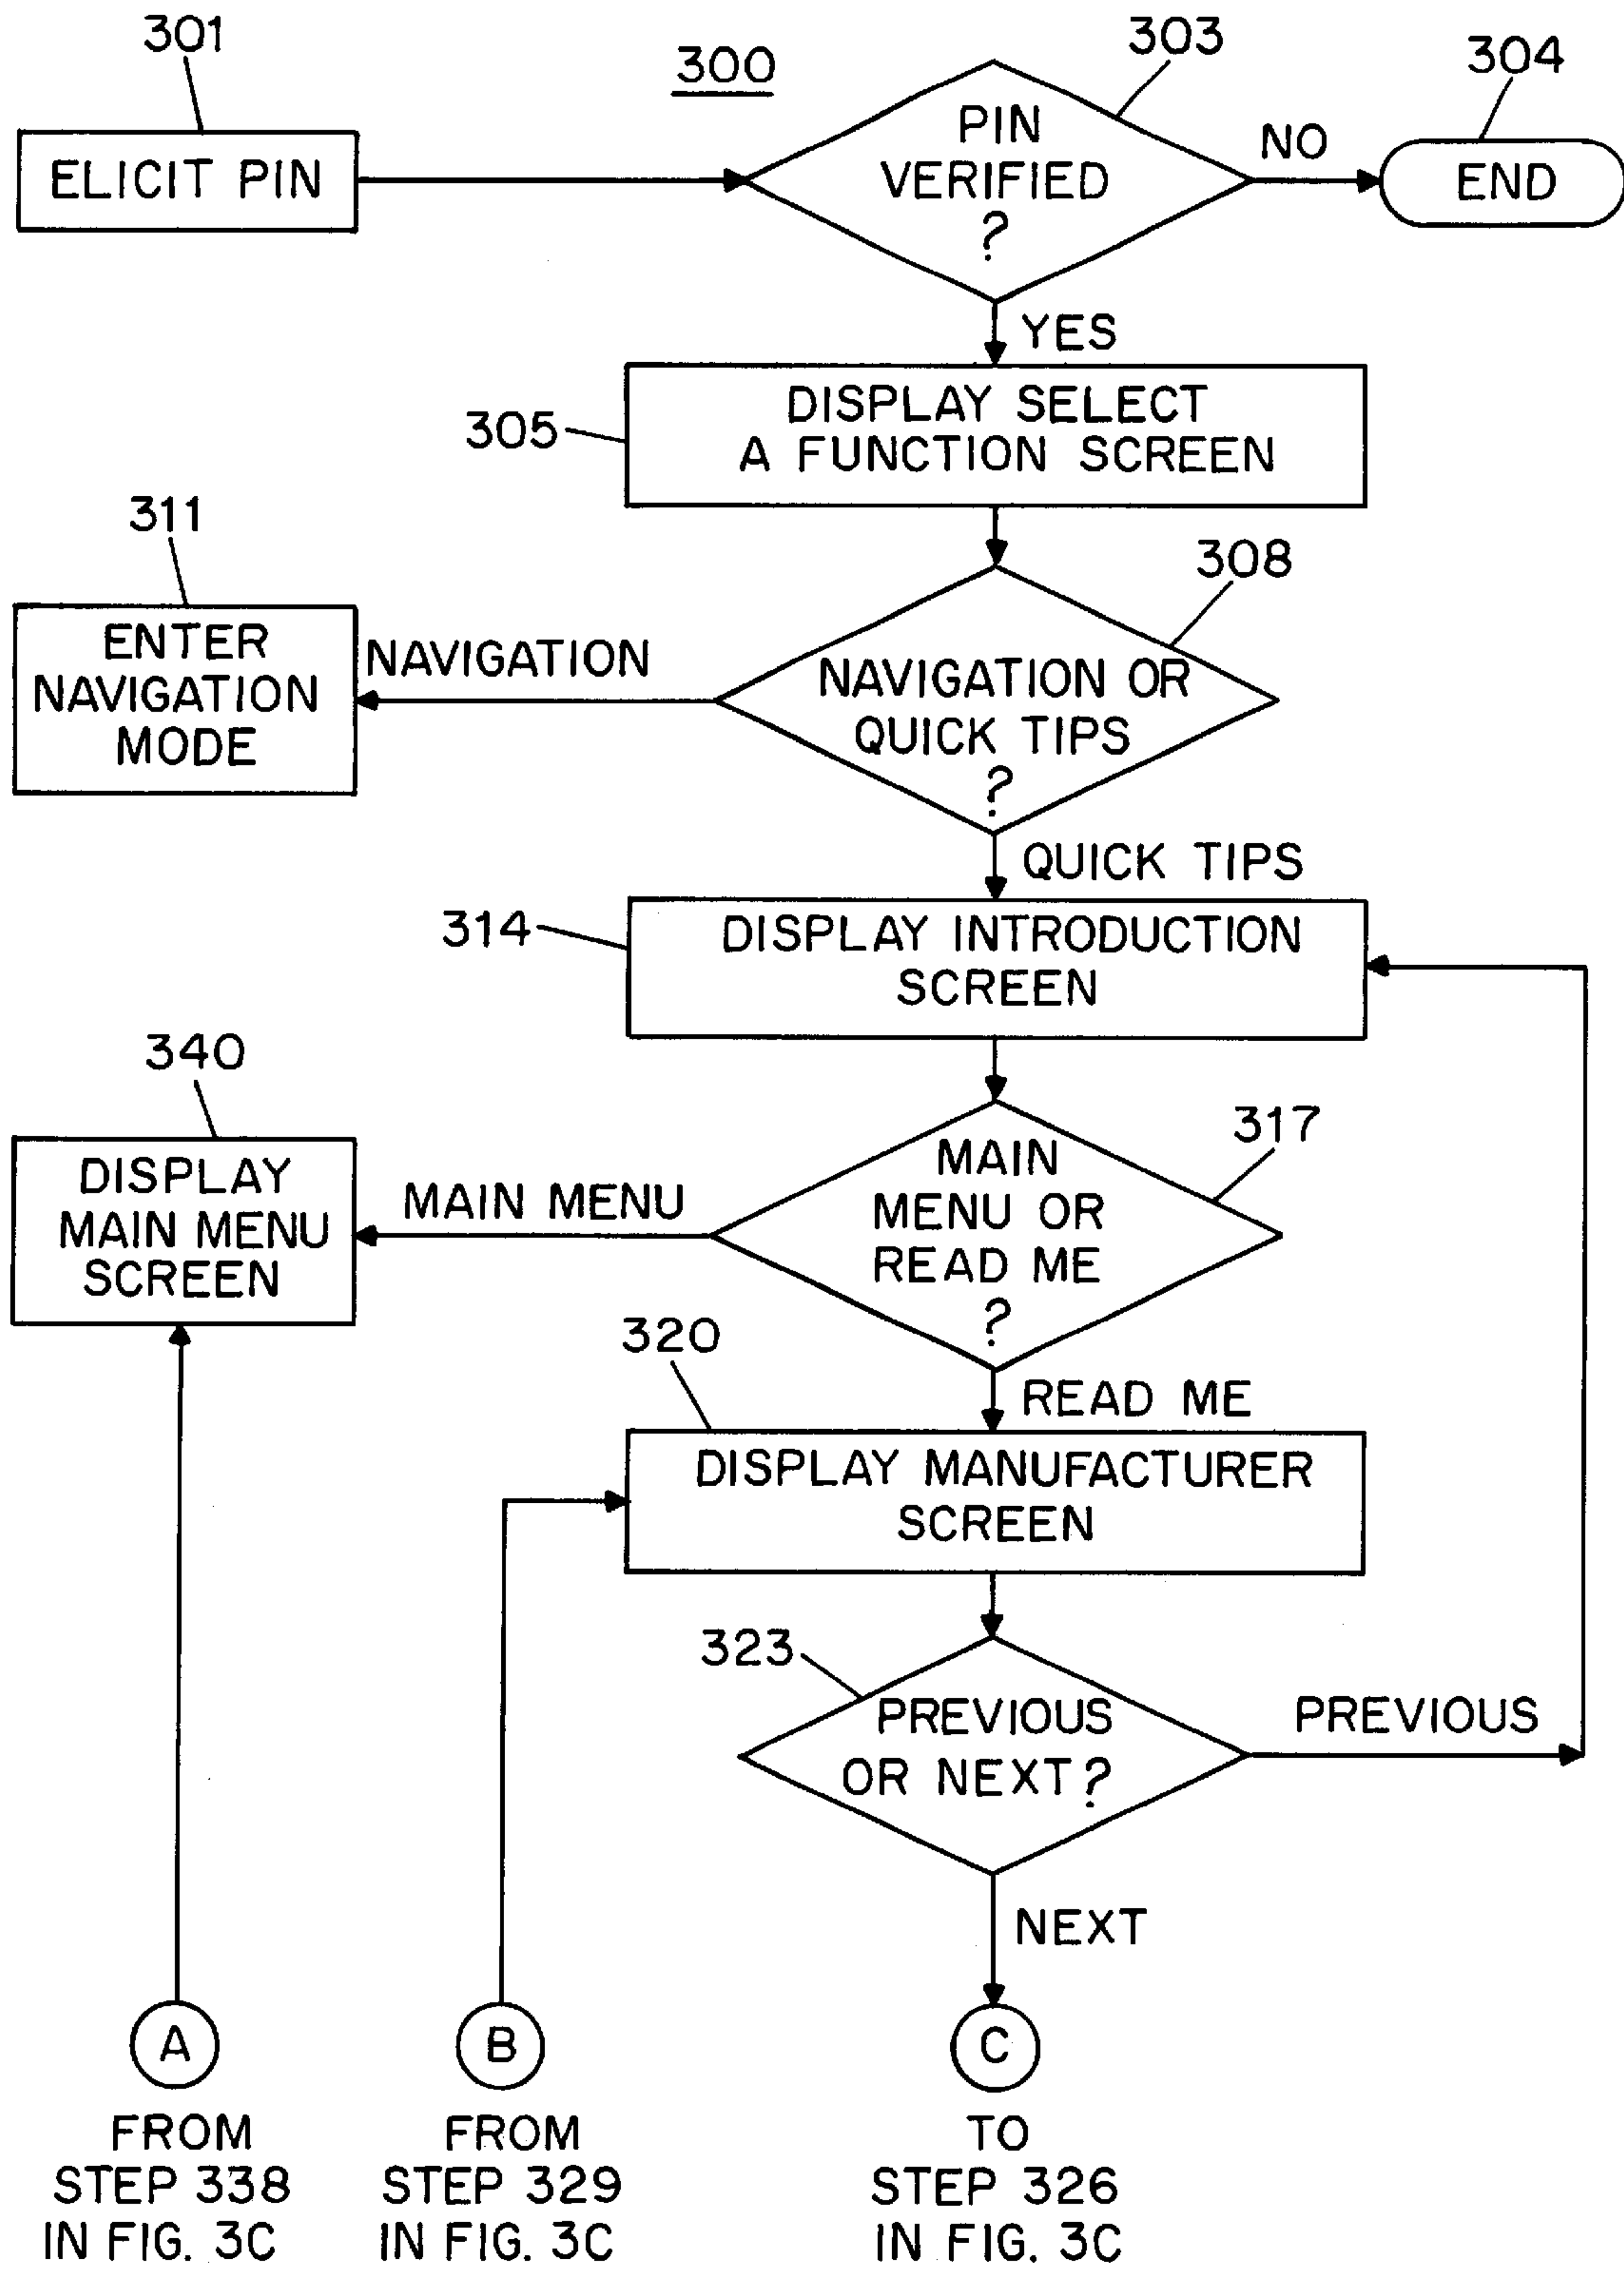 301
300
303
304
ELICIT PIN
PIN
VERIFIED
?
NO
END
YES
305
DISPLAY SELECT
A FUNCTION SCREEN
311
308
ENTER
NAVIGATION
MODE
NAVIGATION
NAVIGATION OR
QUICK TIPS
?
QUICK TIPS
314
DISPLAY INTRODUCTION
SCREEN
340
317
DISPLAY
MAIN MENU
SCREEN
MAIN MENU
MAIN
MENU OR
READ ME
?
320
READ ME
DISPLAY MANUFACTURER
SCREEN
323
PREVIOUS
OR NEXT?
PREVIOUS
NEXT
A
FROM
STEP 338
IN FIG. 3C
B
FROM
STEP 329
IN FIG. 3C
C
TO
STEP 326
IN FIG. 3C